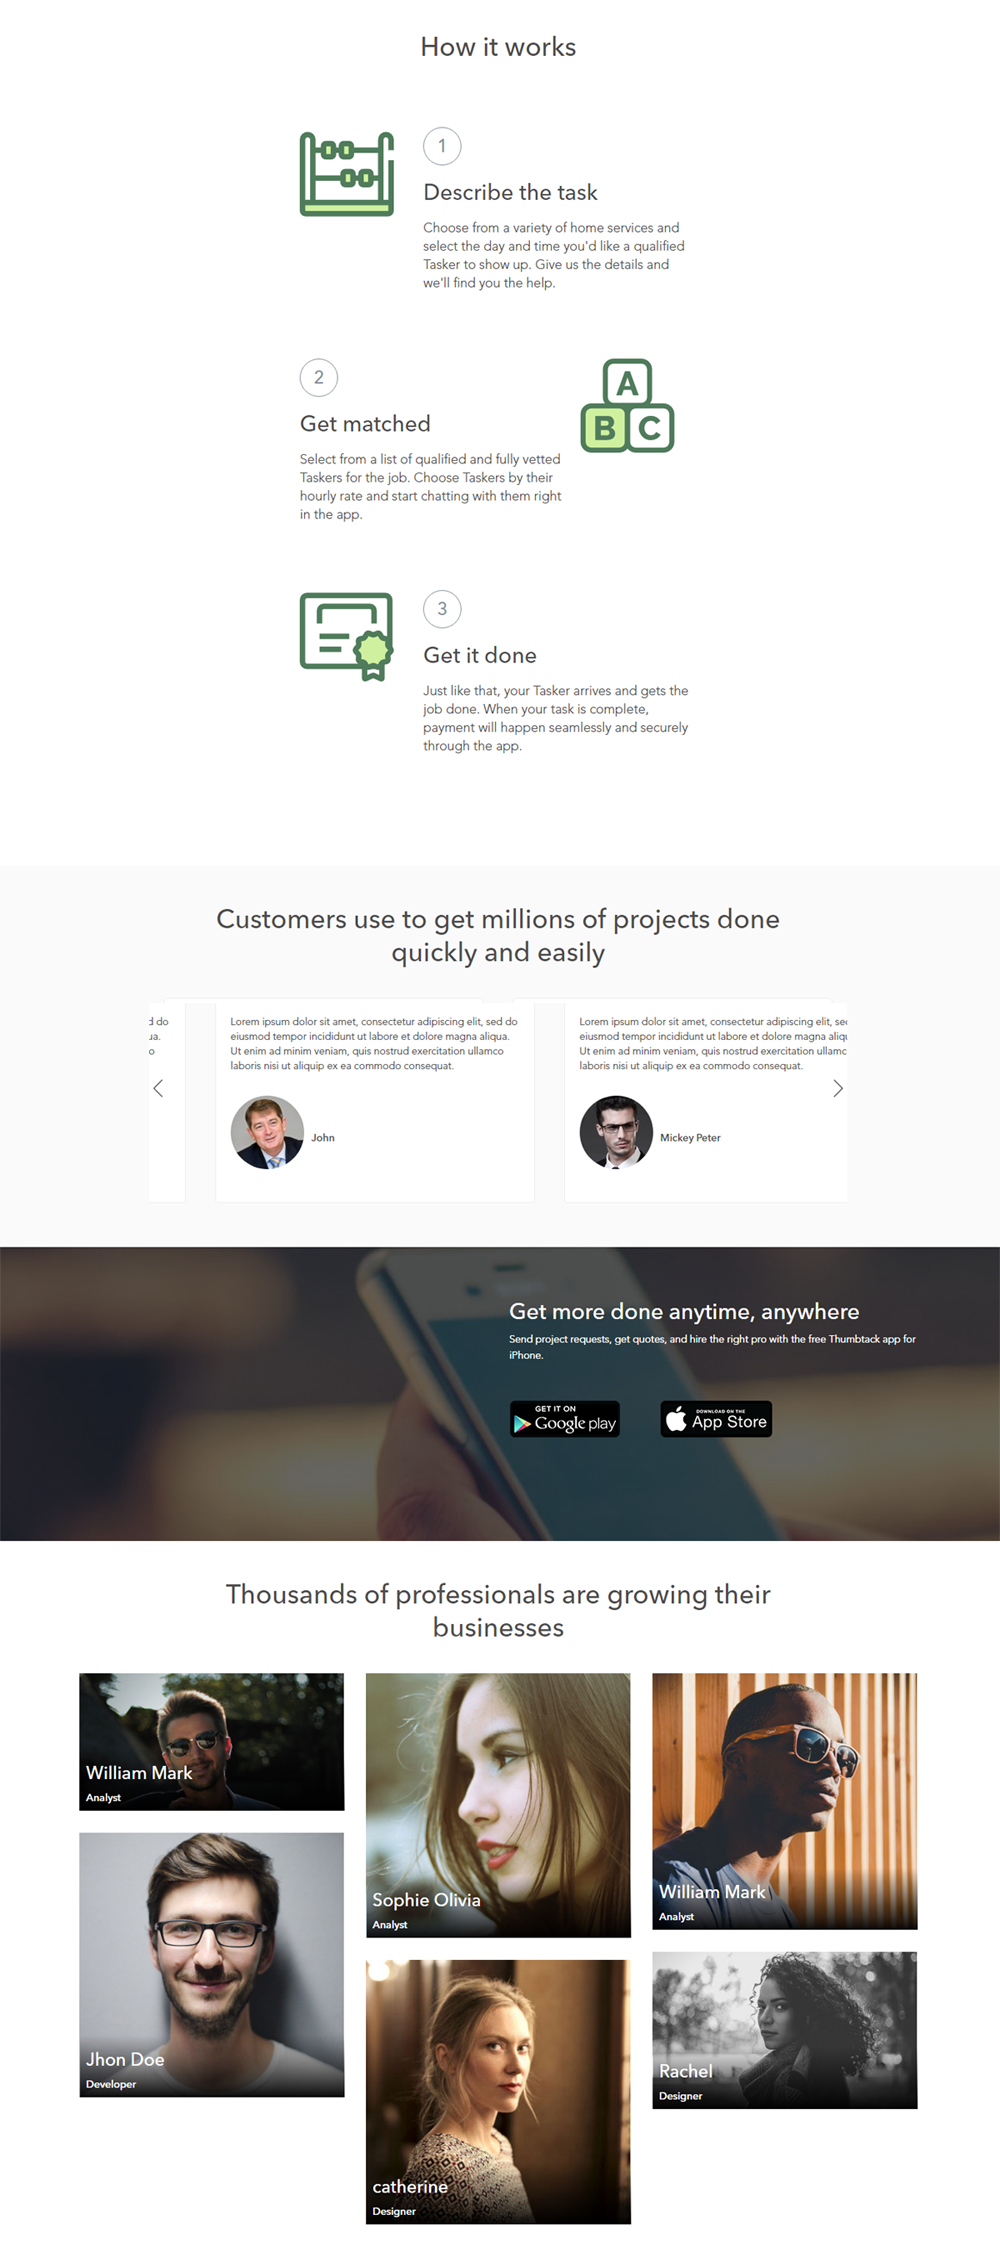 How it works
1
Describe the task
Choose from a variety of home services and
select the day and time you'd like a qualified
Tasker to show up. Give us the details and
we'll find you the help.
2
Get matched
Select from a list of qualified and fully vetted
Taskers for the job. Choose Taskers by their
hourly rate and start chatting with them right
in the app.
A
B C
3
Get it done
Just like that, your Tasker arrives and gets the
job done. When your task is complete,
payment will happen seamlessly and securely
through the app.
Customers use to get millions of projects done
quickly and easily
d do
ua.
o
Lorem ipsum dolor sit amet, consectetur adipiscing elit, sed do
eiusmod tempor incididunt ut labore et dolore magna aliqua.
Ut enim ad minim veniam, quis nostrud exercitation ullamco
laboris nisi ut aliquip ex ea commodo consequat.
John
Lorem ipsum dolor sit amet, consectetur adipiscing elit, se
eiusmod tempor incididunt ut labore et dolore magna aliq
Ut enim ad minim veniam, quis nostrud exercitation ullamc
laboris nisi ut aliquip ex ea commodo consequat.
Mickey Peter
Get more done anytime, anywhere
Send project requests, get quotes, and hire the right pro with the free Thumbtack app for
iPhone.
GET IT ON
Google play
DOWNLOAD ON THE
App Store
Thousands of professionals are growing their
businesses
William Mark
Analyst
Jhon Doe
Developer
Sophie Olivia
Analyst
catherine
Designer
William Mark
Analyst
Rachel
Designer